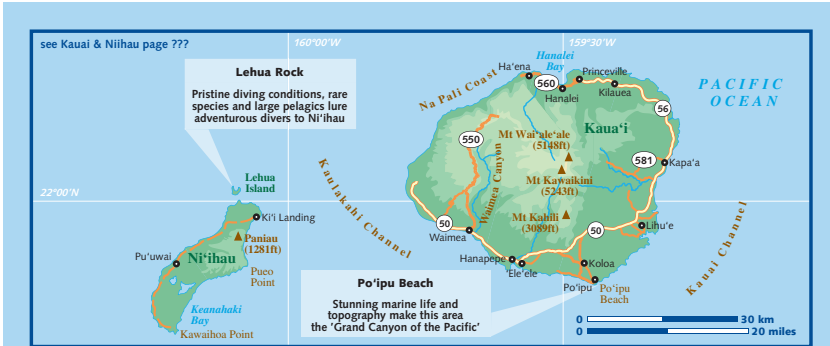 see Kauai & Niihau page ???
160°00'W
159°30'W
Lehua Rock
Pristine diving conditions, rare
species and large pelagics lure
adventurous divers to Ni‘ihau
Na Pali Coast
Ha‘ena
Hanalei
Bay
Princeville
560
Hanalei
Kilauea
PACIFIC
OCEAN
56
Kaua‘i
550
Mt Wai‘ale‘ale
(5148ft)
581
Kapa‘a
Mt Kawaikini
(5243ft)
Waimea Canyon
Kaulakahi Channel
Lehua
Island
22°00'N
Ki‘i Landing
Mt Kahili
(3089ft)
50
50
Lihu‘e
Waimea
Kauai Channel
Paniau
(1281ft)
Pu‘uwai
Ni‘ihau
Pueo
Point
Hanapepe
‘Ele‘ele
Koloa
Po‘ipu
Po‘ipu
Beach
Po‘ipu Beach
Stunning marine life and
topography make this area
the ‘Grand Canyon of the Pacific’
Keanahaki
Bay
Kawaihoa Point
0 30 km
0 20 miles